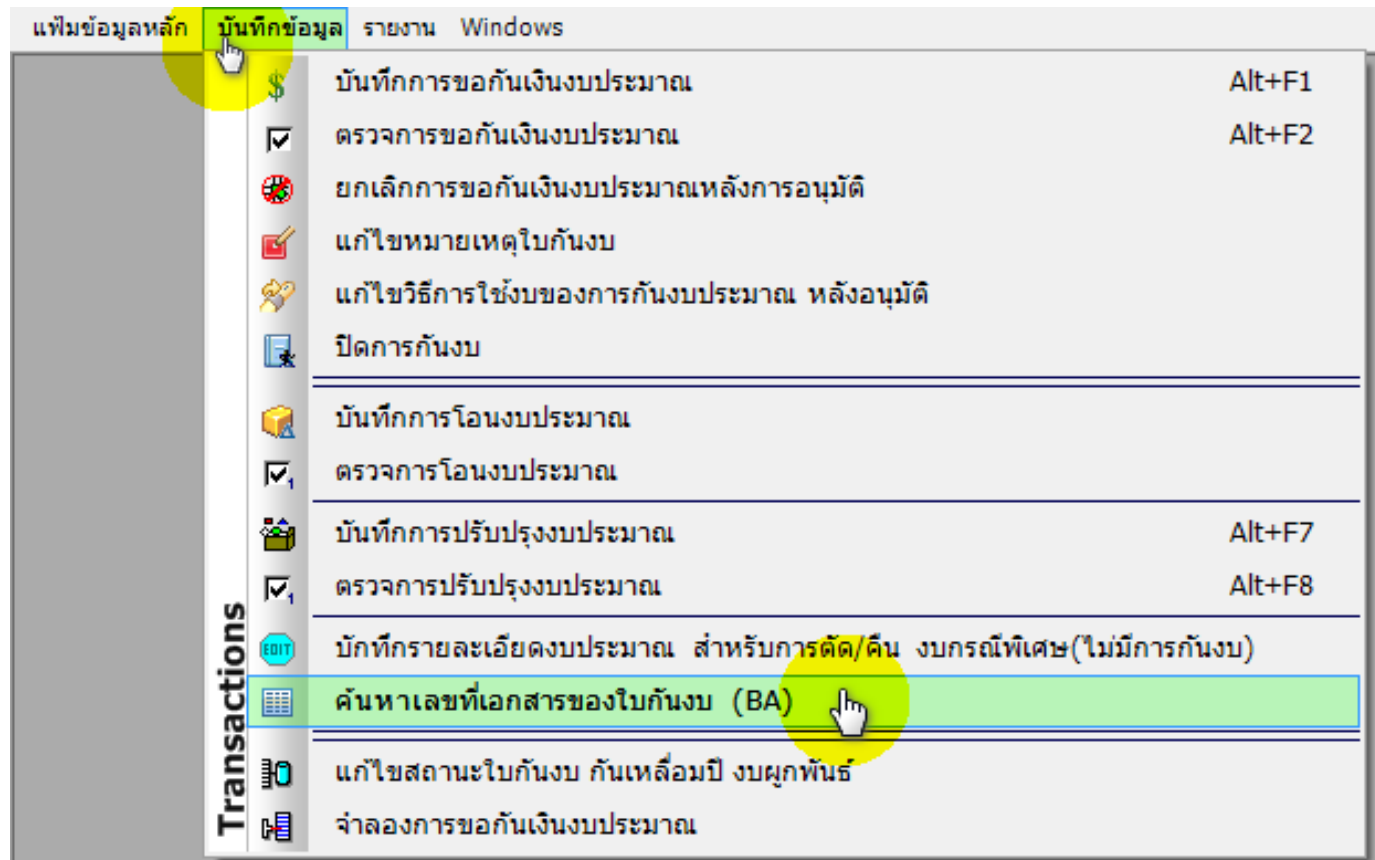 แฟ้มข้อมูลหลัก บันทึกข้อมูล รายงาน Windows
บันทึกการขอกันเงินงบประมาณ Alt+F1
ตรวจการขอกันเงินงบประมาณ Alt+F2
ยกเลิกการขอกันเงินงบประมาณหลังการอนุมัติ
แก้ไขหมายเหตุใบกันงบ
แก้ไขวิธีการใช้งบของการกันงบประมาณ หลังอนุมัติ
ปิดการกันงบ
บันทึกการโอนงบประมาณ
ตรวจการโอนงบประมาณ
บันทึกการปรับปรุงงบประมาณ Alt+F7
ตรวจการปรับปรุงงบประมาณ Alt+F8
EDIT บักทึกรายละเอียดงบประมาณ สำหรับการตัด/คืน งบกรณีพิเศษ(ไม่มีการกันงบ)
ค้นหาเลขที่เอกสารของใบกันงบ (BA)
แก้ไขสถานะใบกันงบ กันเหลื่อมปี งบผูกพันธ์
จำลองการขอกันเงินงบประมาณ
Transactions